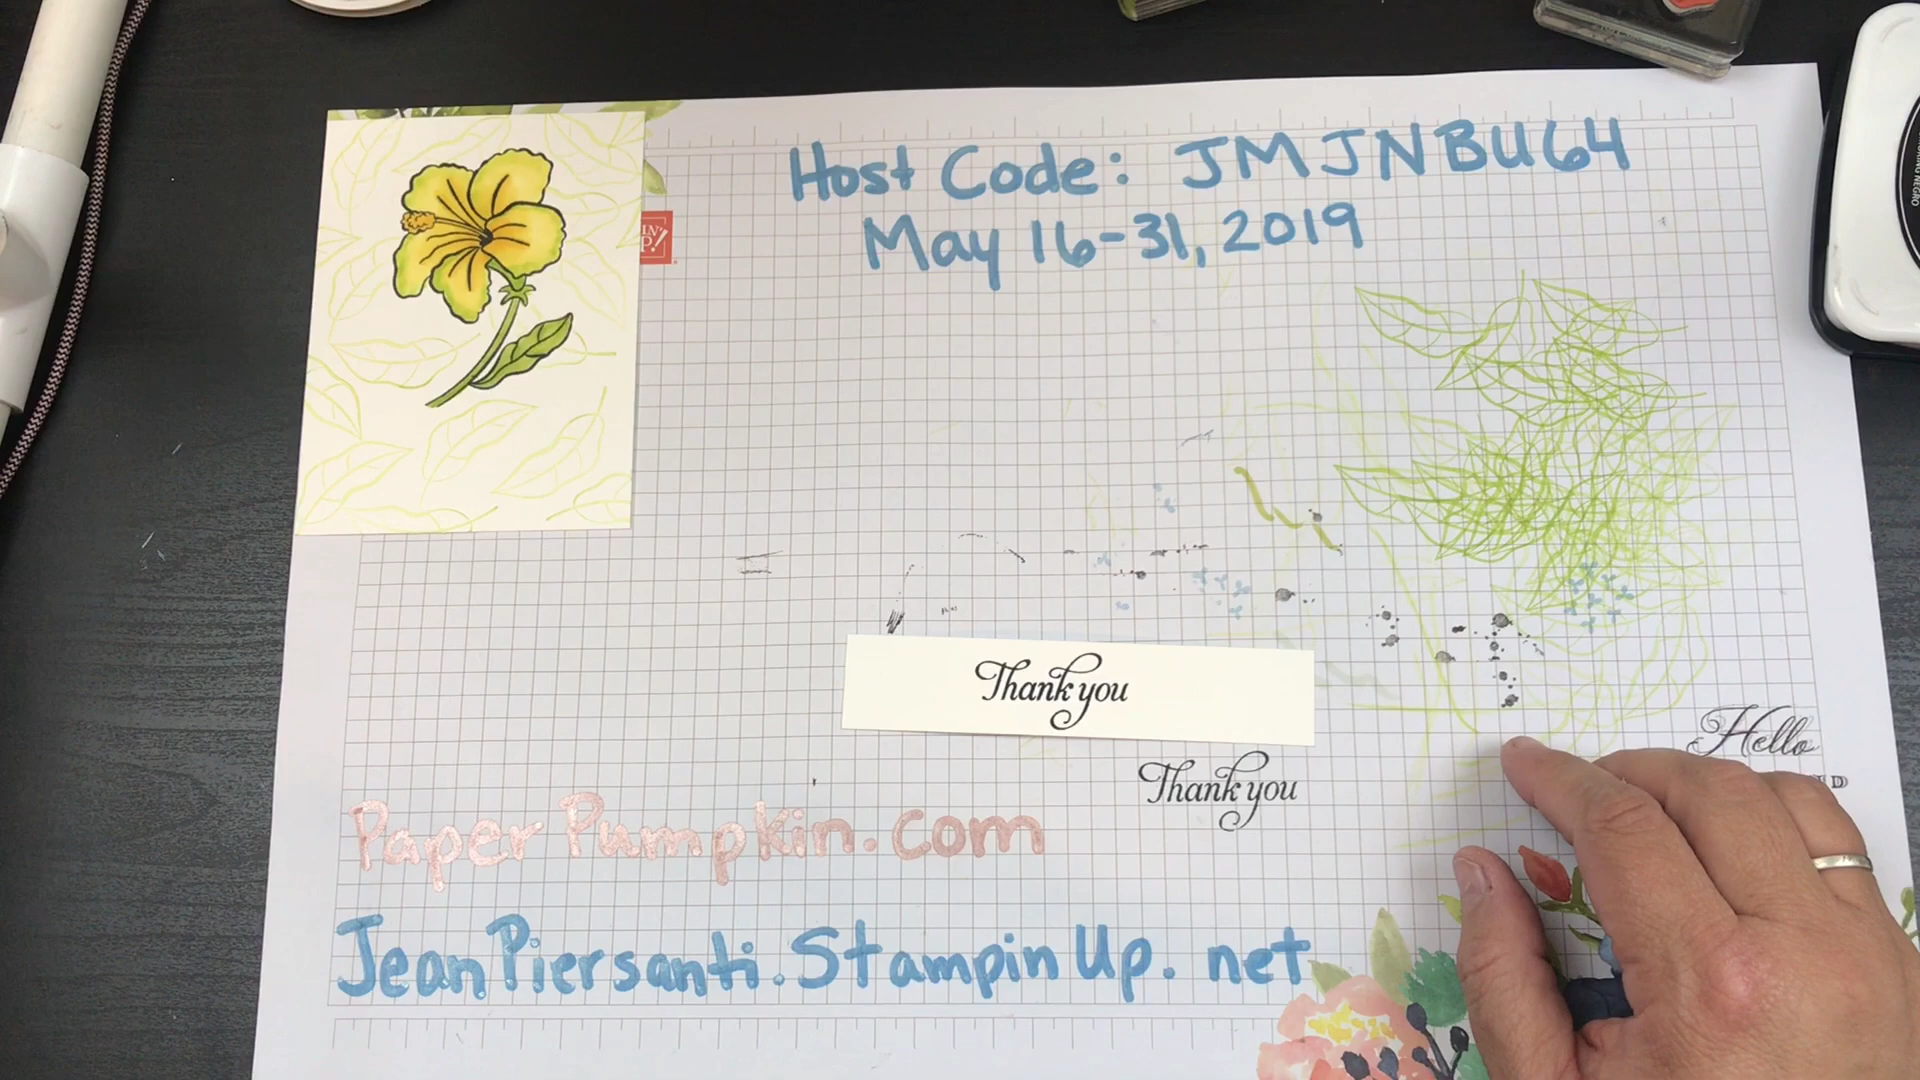 Host Code: JMJNBU64
May 16-31, 2019
Thank you
Thank you
Hello
PaperPumpkin.com
JeanPiersanti.StampinUp.net